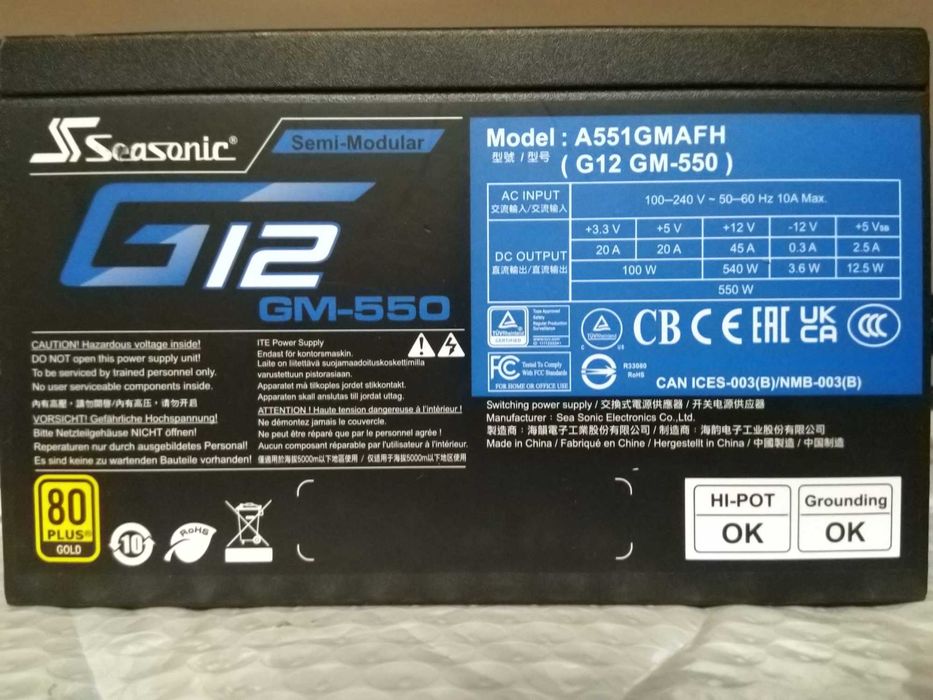 Seasonic®
Semi-Modular
G12
GM-550
CAUTION! Hazardous voltage inside!
DO NOT open this power supply unit!
To be serviced by trained personnel only.
No user serviceable components inside.
內有高壓，請勿開啓/内有高压，请勿开启
VORSICHT! Gefährliche Hochspannung!
Bitte Netzteilgehäuse NICHT öffnen!
Reperaturen nur durch ausgebildetes Personal!
Es sind keine zu wartenden Bauteile vorhanden!
ITE Power Supply
Endast för kontorsmaskin.
Laite on liitettävä suojamaadoituskoskettimilla
varustettuun pistorasiaan.
Apparatet må tilkoples jordet stikkontakt.
Apparaten skall anslutas till jordat uttag.
ATTENTION ! Haute tension dangereuse à l'intérieur !
Ne démontez jamais le couvercle.
Ne peut être réparé que par le personnel agrée !
Aucun composant réparable par l'utilisateur à l'intérieur.
僅適用於海拔5000m以下地區使用 / 仅适用于海拔5000m以下地区使用
80
PLUS®
GOLD
10
RoHS
Model : A551GMAFH
型號 / 型号 ( G12 GM-550 )
AC INPUT 100–240 V ~ 50–60 Hz 10A Max.
交流輸入/交流输入
+3.3 V +5 V +12 V -12 V +5 VSB
DC OUTPUT 20 A 20 A 45 A 0.3 A 2.5 A
直流輸出/直流输出 100 W 540 W 3.6 W 12.5 W
550 W
TÜVRheinland
CERTIFIED
Type Approved
Safety
Regular Production
Surveillance
TÜVRheinland
C US
CB CE EAC UK CA CCC
FC Tested To Comply
With FCC Standards
FOR HOME OR OFFICE USE
R33080
RoHS
CAN ICES-003(B)/NMB-003(B)
Switching power supply / 交換式電源供應器 / 开关电源供应器
Manufacturer : Sea Sonic Electronics Co.,Ltd.
製造商 : 海韻電子工業股份有限公司 / 制造商 : 海韵电子工业股份有限公司
Made in China / Fabriqué en Chine / Hergestellt in China / 中國製造 / 中国制造
HI-POT
OK
Grounding
OK